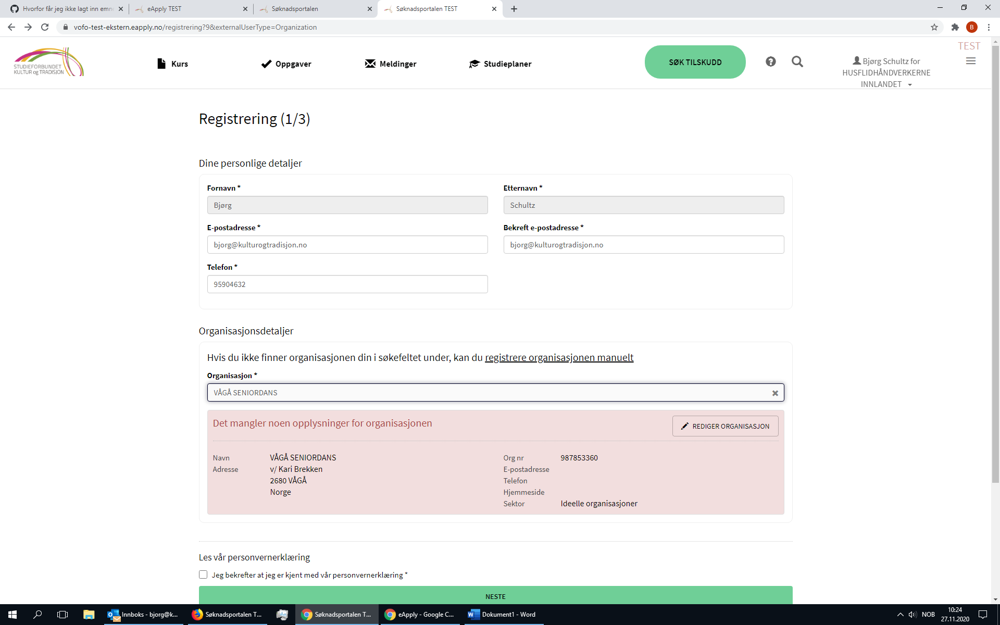 Hvorfor får jeg ikke lagt inn emn
eApply TEST
Søknadsportalen
Søknadsportalen TEST
vofo-test-ekstern.eapply.no/registrering?9&externalUserType=Organization
B
TEST
STUDIEFORBUNDET
KULTUR og TRADISJON
Kurs
Oppgaver
Meldinger
Studieplaner
SØK TILSKUDD
Bjørg Schultz for
HUSFLIDHÅNDVERKERNE
INNLANDET
Registrering (1/3)
Dine personlige detaljer
Fornavn *
Etternavn *
Bjørg
Schultz
E-postadresse *
Bekreft e-postadresse *
bjorg@kulturogtradisjon.no
bjorg@kulturogtradisjon.no
Telefon *
95904632
Organisasjonsdetaljer
Hvis du ikke finner organisasjonen din i søkefeltet under, kan du registrere organisasjonen manuelt
Organisasjon *
VÅGÅ SENIORDANS
Det mangler noen opplysninger for organisasjonen
REDIGER ORGANISASJON
Navn VÅGÅ SENIORDANS
Adresse v/ Kari Brekken
2680 VÅGÅ
Norge
Org nr 987853360
E-postadresse
Telefon
Hjemmeside
Sektor Ideelle organisasjoner
Les vår personvernerklæring
Jeg bekrefter at jeg er kjent med vår personvernerklæring *
NESTE
Innboks - bjorg@k...
Søknadsportalen T...
Søknadsportalen T...
eApply - Google C...
Dokument1 - Word
NOB
10:24
27.11.2020